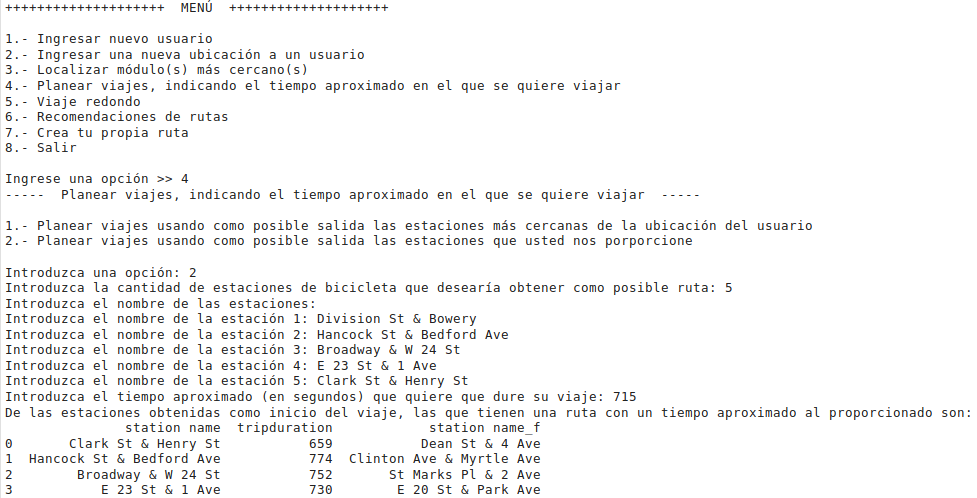 ++++++++++++++++++++  MENÚ  ++++++++++++++++++++
1.- Ingresar nuevo usuario
2.- Ingresar una nueva ubicación a un usuario
3.- Localizar módulo(s) más cercano(s)
4.- Planear viajes, indicando el tiempo aproximado en el que se quiere viajar
5.- Viaje redondo
6.- Recomendaciones de rutas
7.- Crea tu propia ruta
8.- Salir
Ingrese una opción >> 4
-----  Planear viajes, indicando el tiempo aproximado en el que se quiere viajar  -----
1.- Planear viajes usando como posible salida las estaciones más cercanas de la ubicación del usuario
2.- Planear viajes usando como posible salida las estaciones que usted nos porporcione
Introduzca una opción: 2
Introduzca la cantidad de estaciones de bicicleta que desearía obtener como posible ruta: 5
Introduzca el nombre de las estaciones:
Introduzca el nombre de la estación 1: Division St & Bowery
Introduzca el nombre de la estación 2: Hancock St & Bedford Ave
Introduzca el nombre de la estación 3: Broadway & W 24 St
Introduzca el nombre de la estación 4: E 23 St & 1 Ave
Introduzca el nombre de la estación 5: Clark St & Henry St
Introduzca el tiempo aproximado (en segundos) que quiere que dure su viaje: 715
De las estaciones obtenidas como inicio del viaje, las que tienen una ruta con un tiempo aproximado al proporcionado son:
station name  tripduration  station name_f
0  Clark St & Henry St  659  Dean St & 4 Ave
1  Hancock St & Bedford Ave  774  Clinton Ave & Myrtle Ave
2  Broadway & W 24 St  752  St Marks Pl & 2 Ave
3  E 23 St & 1 Ave  730  E 20 St & Park Ave